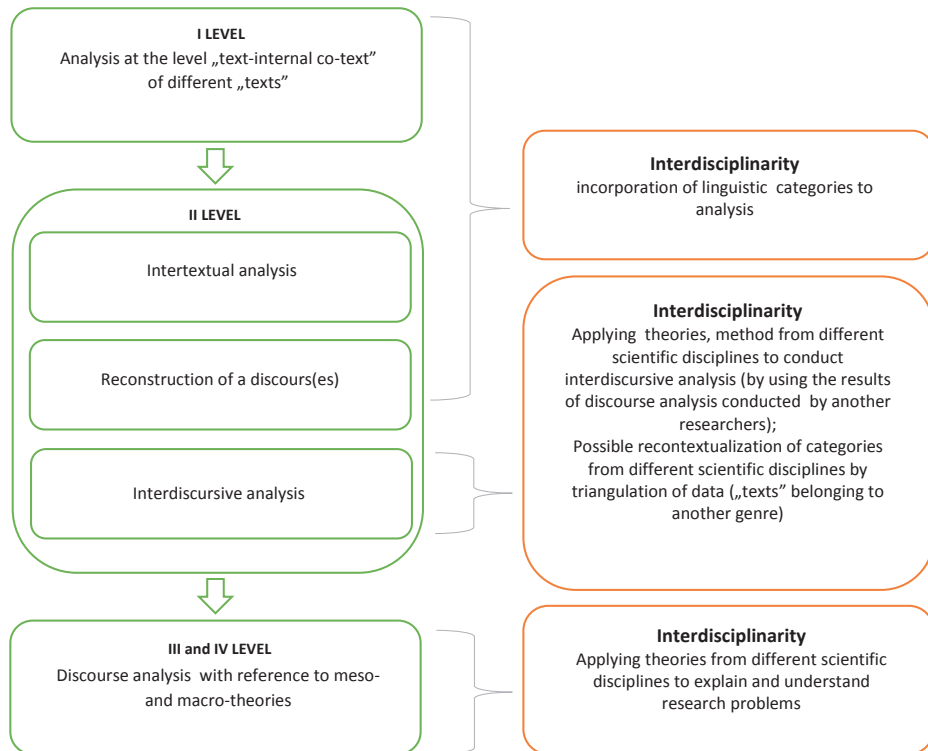 I LEVEL
Analysis at the level „text-internal co-text”
of different „texts”
II LEVEL
Intertextual analysis
Reconstruction of a discours(es)
Interdiscursive analysis
III and IV LEVEL
Discourse analysis with reference to meso-
and macro-theories
Interdisciplinarity
incorporation of linguistic categories to
analysis
Interdisciplinarity
Applying theories, method from different
scientific disciplines to conduct
interdiscursive analysis (by using the results
of discourse analysis conducted by another
researchers);
Possible recontextualization of categories
from different scientific disciplines by
triangulation of data („texts” belonging to
another genre)
Interdisciplinarity
Applying theories from different scientific
disciplines to explain and understand
research problems